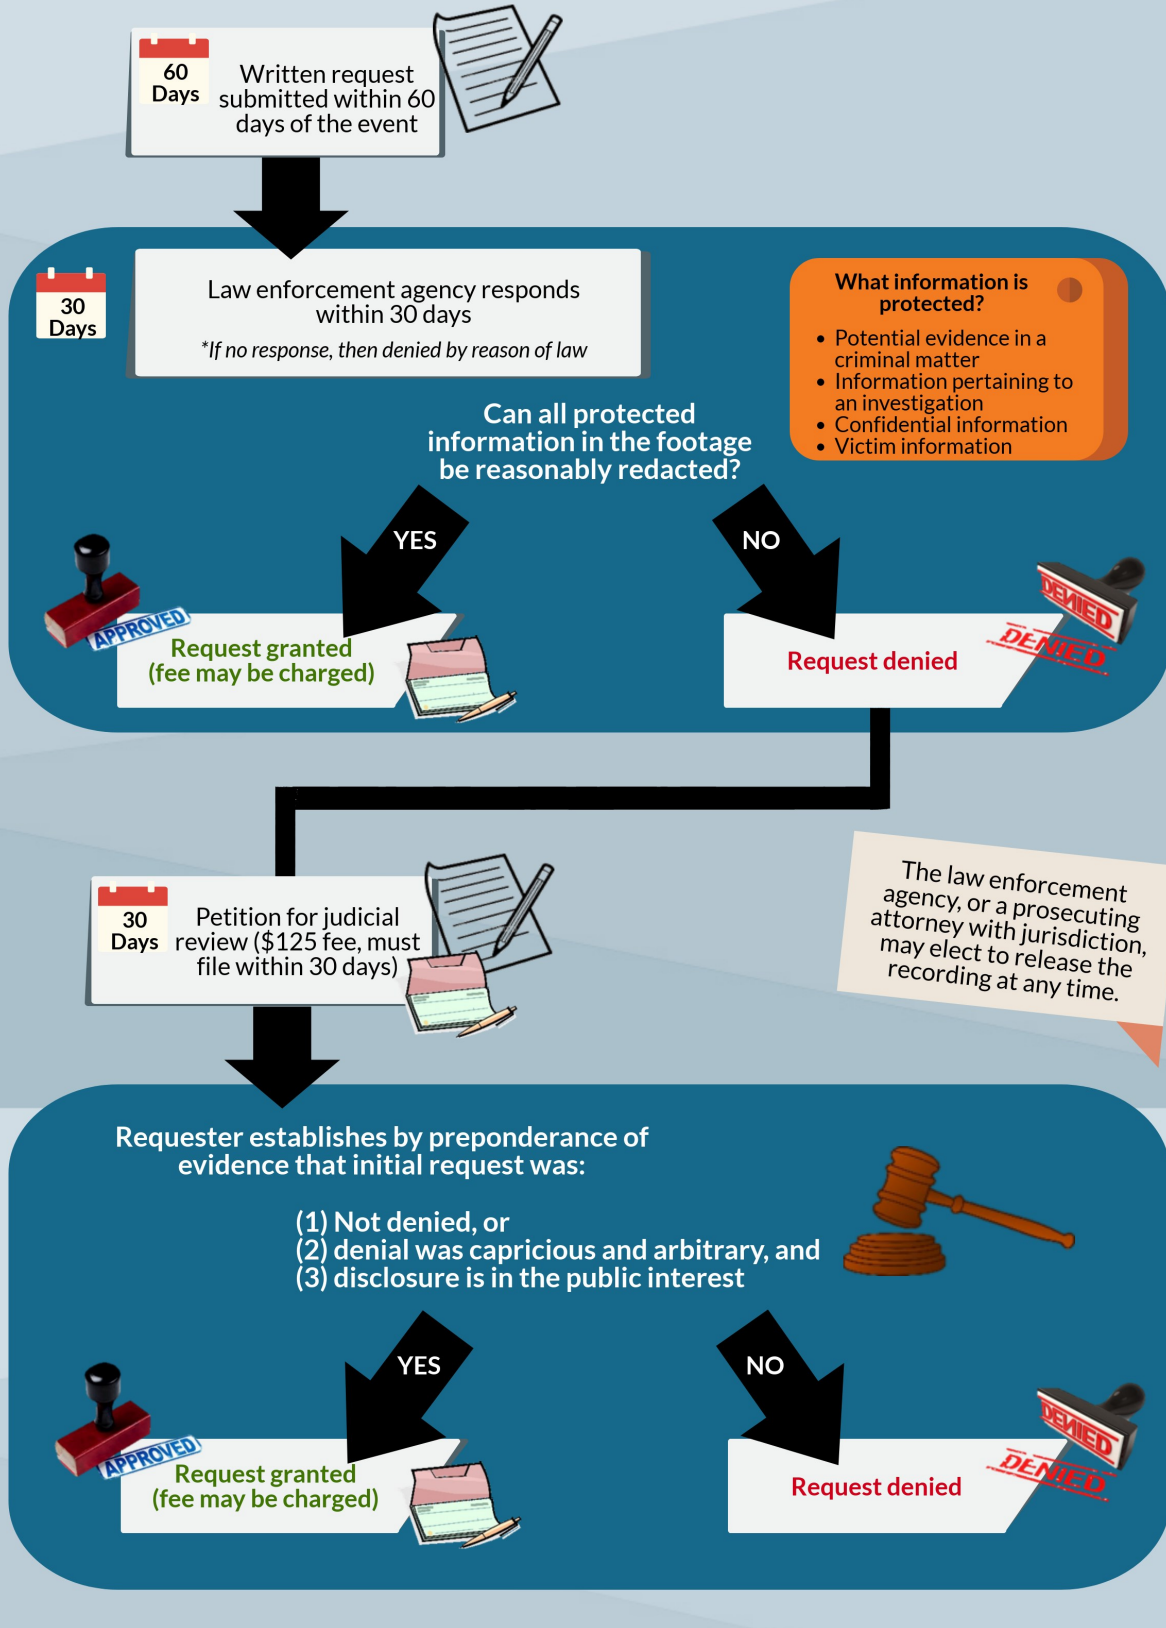 60
Days
Written request
submitted within 60
days of the event
30
Days
Law enforcement agency responds
within 30 days
*If no response, then denied by reason of law
What information is
protected?
• Potential evidence in a
criminal matter
• Information pertaining to
an investigation
• Confidential information
• Victim information
Can all protected
information in the footage
be reasonably redacted?
YES
NO
APPROVED
Request granted
(fee may be charged)
DENIED
DENIED
Request denied
30
Days
Petition for judicial
review ($125 fee, must
file within 30 days)
The law enforcement
agency, or a prosecuting
attorney with jurisdiction,
may elect to release the
recording at any time.
Requester establishes by preponderance of
evidence that initial request was:
(1) Not denied, or
(2) denial was capricious and arbitrary, and
(3) disclosure is in the public interest
YES
NO
APPROVED
Request granted
(fee may be charged)
DENIED
DENIED
Request denied